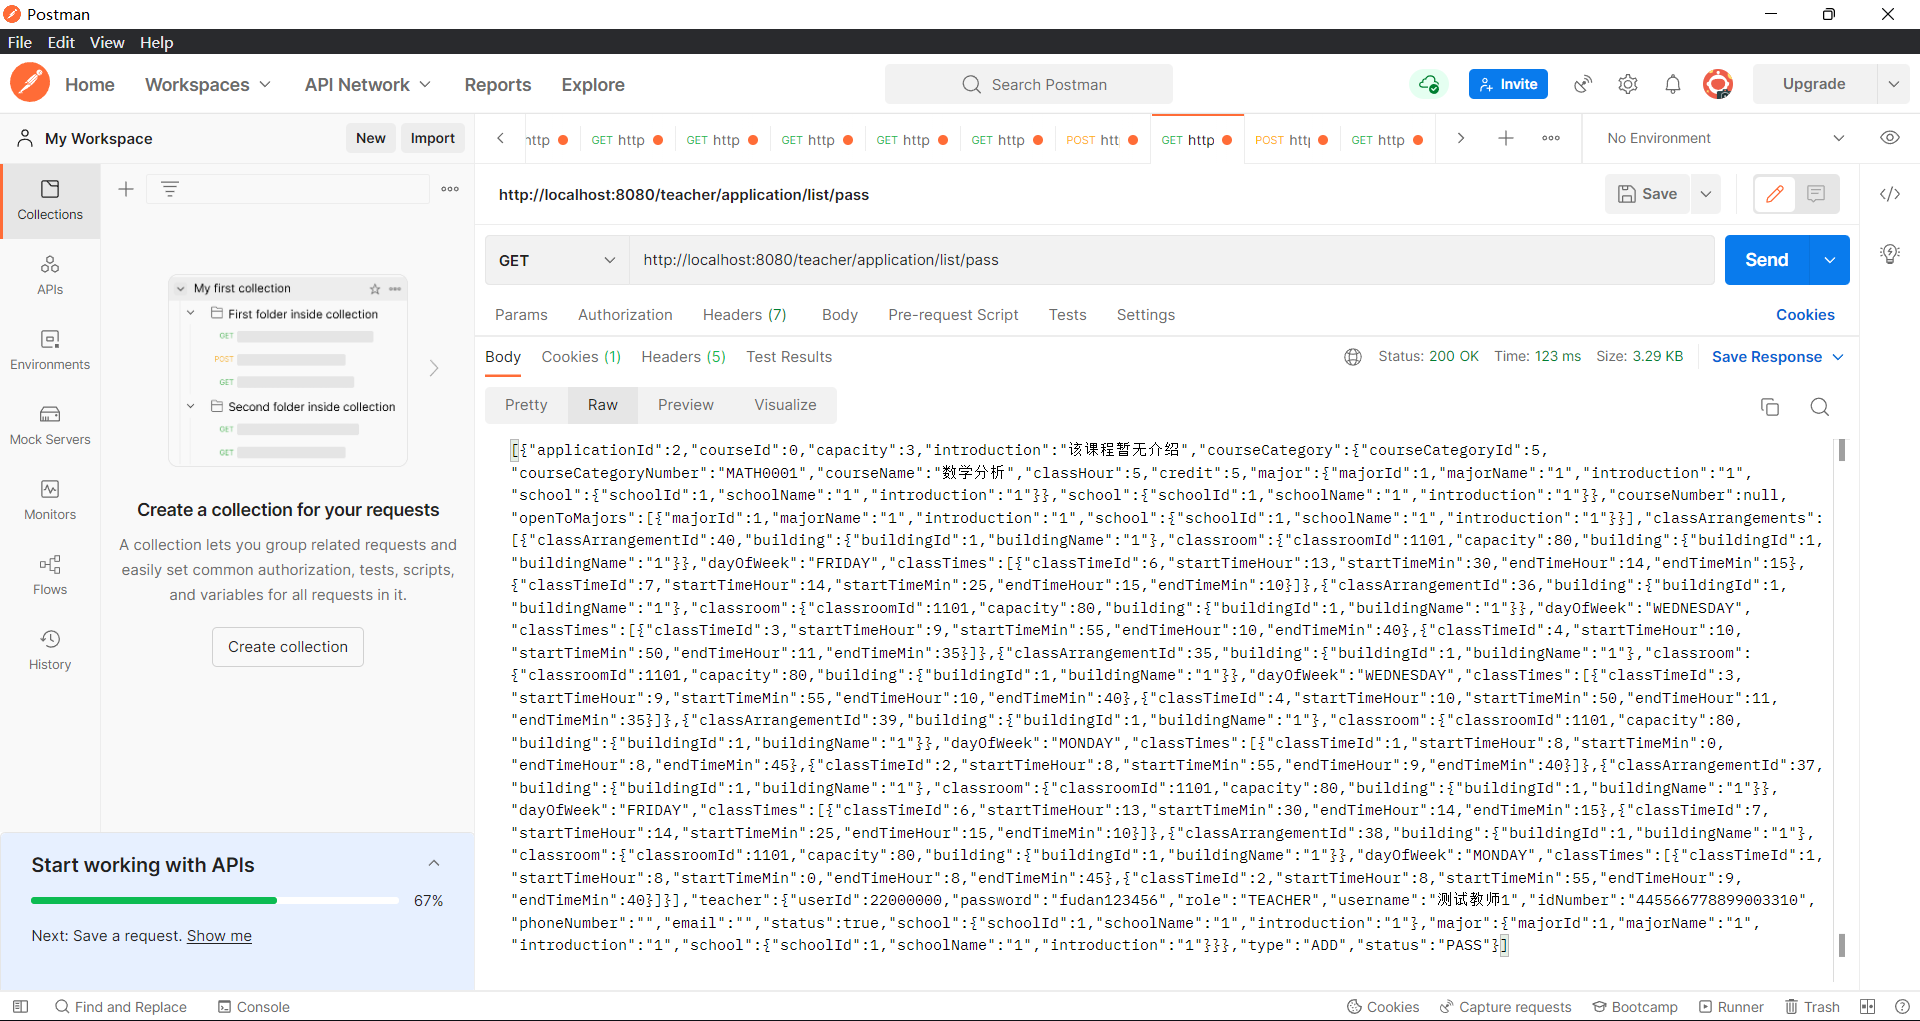 Postman
File Edit View Help
Home Workspaces API Network Reports Explore Search Postman Invite Upgrade
My Workspace New Import
http GET http GET http GET http GET http GET http POST htt GET http POST http GET http No Environment
Collections
APIs
Environments
Mock Servers
Monitors
Flows
History
My first collection
First folder inside collection
GET
POST
GET
Second folder inside collection
GET
GET
Create a collection for your requests
A collection lets you group related requests and
easily set common authorization, tests, scripts,
and variables for all requests in it.
Create collection
Start working with APIs
67%
Next: Save a request. Show me
http://localhost:8080/teacher/application/list/pass Save
GET http://localhost:8080/teacher/application/list/pass Send
Params Authorization Headers (7) Body Pre-request Script Tests Settings Cookies
Body Cookies (1) Headers (5) Test Results Status: 200 OK Time: 123 ms Size: 3.29 KB Save Response
Pretty Raw Preview Visualize
[{"applicationId":2,"courseId":0,"capacity":3,"introduction":"该课程暂无介绍","courseCategory":{"courseCategoryId":5,
"courseCategoryNumber":"MATH0001","courseName":"数学分析","classHour":5,"credit":5,"major":{"majorId":1,"majorName":"1","introduction":"1",
"school":{"schoolId":1,"schoolName":"1","introduction":"1"}},"school":{"schoolId":1,"schoolName":"1","introduction":"1"}},"courseNumber":null,
"openToMajors":[{"majorId":1,"majorName":"1","introduction":"1","school":{"schoolId":1,"schoolName":"1","introduction":"1"}}],"classArrangements":
[{"classArrangementId":40,"building":{"buildingId":1,"buildingName":"1"},"classroom":{"classroomId":1101,"capacity":80,"building":{"buildingId":1,
"buildingName":"1"}},"dayOfWeek":"FRIDAY","classTimes":[{"classTimeId":6,"startTimeHour":13,"startTimeMin":30,"endTimeHour":14,"endTimeMin":15},
{"classTimeId":7,"startTimeHour":14,"startTimeMin":25,"endTimeHour":15,"endTimeMin":10}]},{"classArrangementId":36,"building":{"buildingId":1,
"buildingName":"1"},"classroom":{"classroomId":1101,"capacity":80,"building":{"buildingId":1,"buildingName":"1"}},"dayOfWeek":"WEDNESDAY",
"classTimes":[{"classTimeId":3,"startTimeHour":9,"startTimeMin":55,"endTimeHour":10,"endTimeMin":40},{"classTimeId":4,"startTimeHour":10,
"startTimeMin":50,"endTimeHour":11,"endTimeMin":35}]},{"classArrangementId":35,"building":{"buildingId":1,"buildingName":"1"},"classroom":
{"classroomId":1101,"capacity":80,"building":{"buildingId":1,"buildingName":"1"}},"dayOfWeek":"WEDNESDAY","classTimes":[{"classTimeId":3,
"startTimeHour":9,"startTimeMin":55,"endTimeHour":10,"endTimeMin":40},{"classTimeId":4,"startTimeHour":10,"startTimeMin":50,"endTimeHour":11,
"endTimeMin":35}]},{"classArrangementId":39,"building":{"buildingId":1,"buildingName":"1"},"classroom":{"classroomId":1101,"capacity":80,
"building":{"buildingId":1,"buildingName":"1"}},"dayOfWeek":"MONDAY","classTimes":[{"classTimeId":1,"startTimeHour":8,"startTimeMin":0,
"endTimeHour":8,"endTimeMin":45},{"classTimeId":2,"startTimeHour":8,"startTimeMin":55,"endTimeHour":9,"endTimeMin":40}]},{"classArrangementId":37,
"building":{"buildingId":1,"buildingName":"1"},"classroom":{"classroomId":1101,"capacity":80,"building":{"buildingId":1,"buildingName":"1"}},
"dayOfWeek":"FRIDAY","classTimes":[{"classTimeId":6,"startTimeHour":13,"startTimeMin":30,"endTimeHour":14,"endTimeMin":15},{"classTimeId":7,
"startTimeHour":14,"startTimeMin":25,"endTimeHour":15,"endTimeMin":10}]},{"classArrangementId":38,"building":{"buildingId":1,"buildingName":"1"},
"classroom":{"classroomId":1101,"capacity":80,"building":{"buildingId":1,"buildingName":"1"}},"dayOfWeek":"MONDAY","classTimes":[{"classTimeId":1,
"startTimeHour":8,"startTimeMin":0,"endTimeHour":8,"endTimeMin":45},{"classTimeId":2,"startTimeHour":8,"startTimeMin":55,"endTimeHour":9,
"endTimeMin":40}]}],"teacher":{"userId":22000000,"password":"fudan123456","role":"TEACHER","username":"测试教师1","idNumber":"445566778899003310",
"phoneNumber":"","email":"","status":true,"school":{"schoolId":1,"schoolName":"1","introduction":"1"},"major":{"majorId":1,"majorName":"1",
"introduction":"1","school":{"schoolId":1,"schoolName":"1","introduction":"1"}}},"type":"ADD","status":"PASS"}]
Find and Replace Console Cookies Capture requests Bootcamp Runner Trash